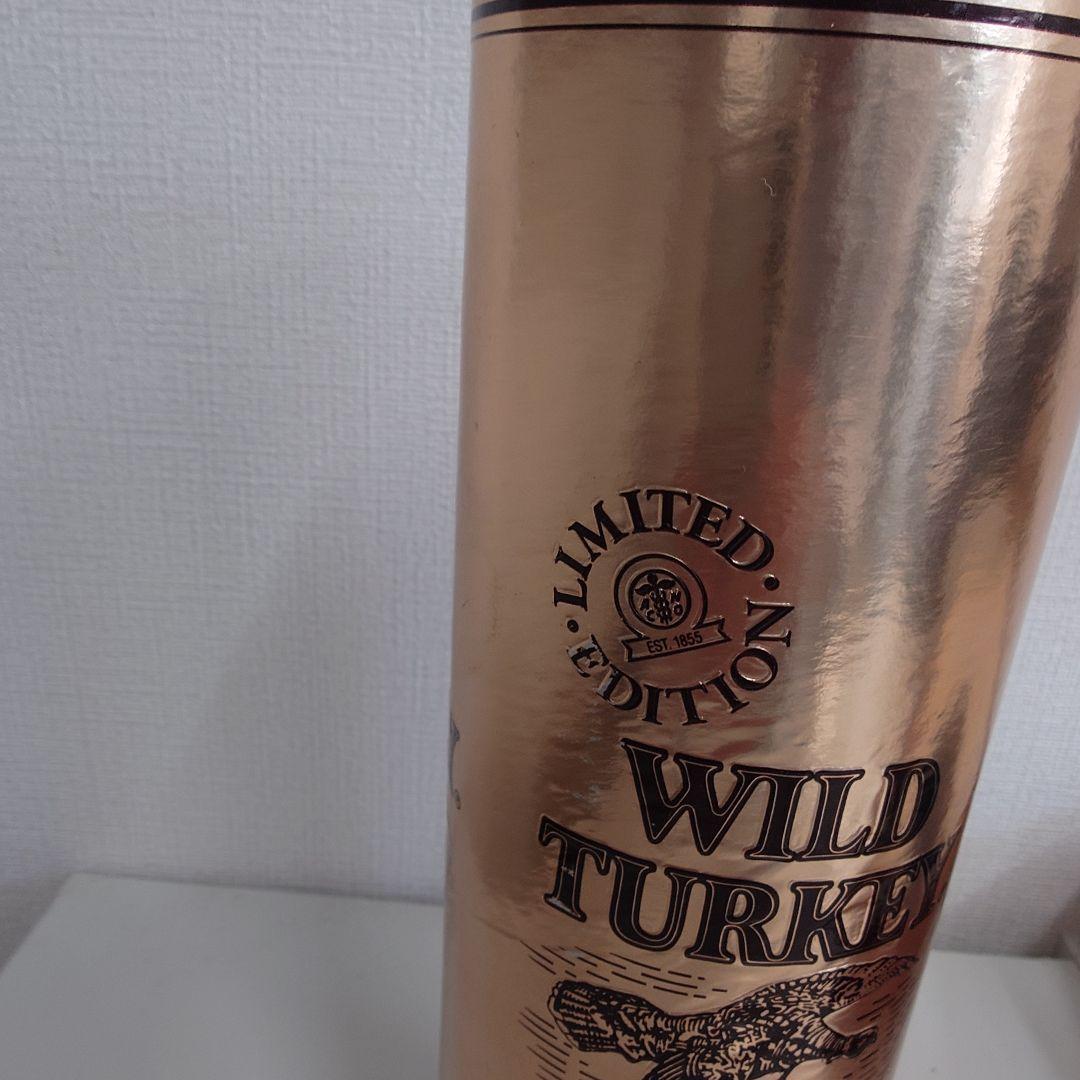 LIMITED · EDITION ·
EST. 1855
WILD
TURKEY